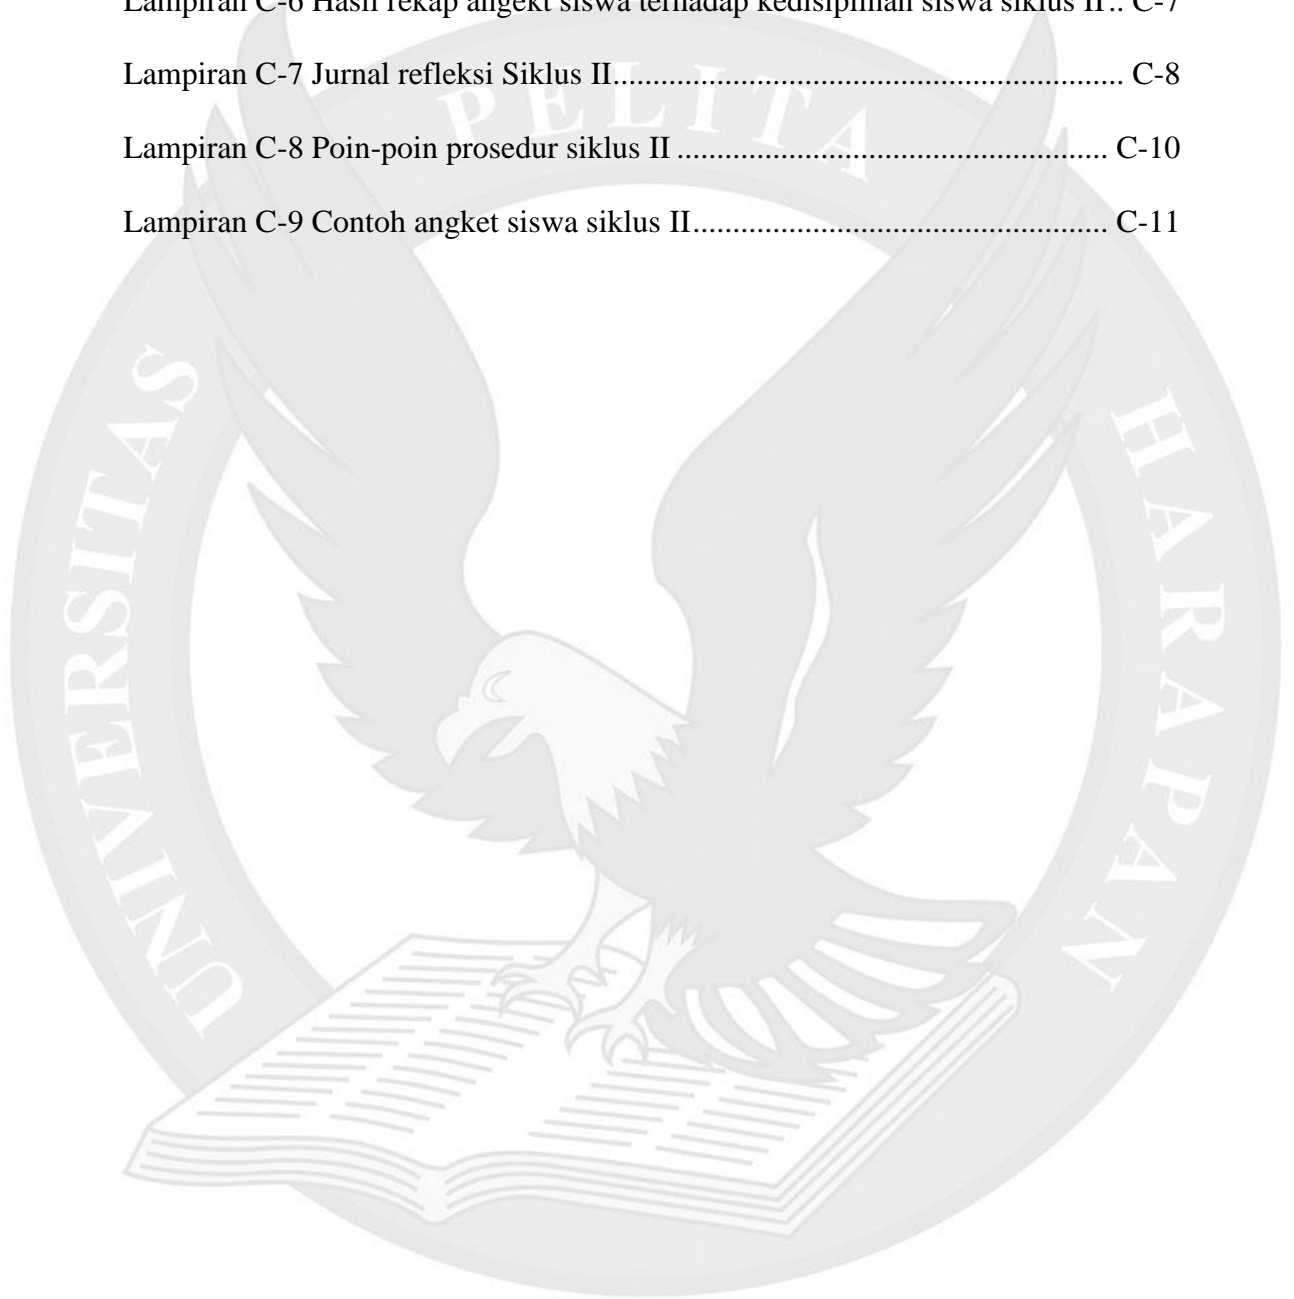 Lampiran C-6 Hasil rekap angekt siswa terhadap kedisiplinan siswa siklus II .. C-7
Lampiran C-7 Jurnal refleksi Siklus II................................................................ C-8
Lampiran C-8 Poin-poin prosedur siklus II ...................................................... C-10
Lampiran C-9 Contoh angket siswa siklus II.................................................... C-11
UNIVERSITAS PELITA HARAPAN